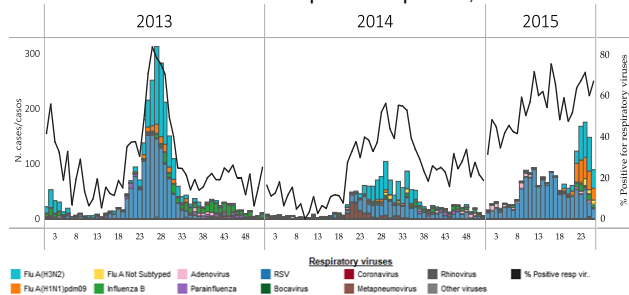 2013 2014 2015
300
200
100
0
N. cases/casos
80
60
40
20
0
% Positive for respiratory viruses
3 8 13 18 23 28 33 38 43 48 3 8 13 18 23 28 33 38 43 48 3 8 13 18 23
Respiratory viruses
Flu A(H3N2) Flu A Not Subtyped Adenovirus RSV Coronavirus Rhinovirus % Positive resp vir..
Flu A(H1N1)pdm09 Influenza B Parainfluenza Bocavirus Metapneumovirus Other viruses